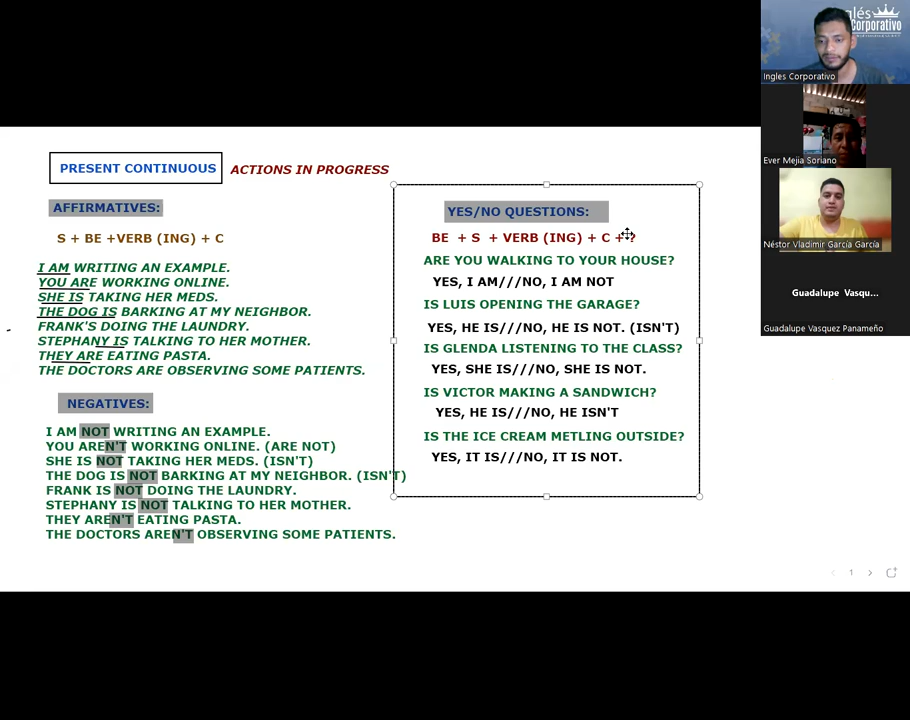 PRESENT CONTINUOUS
ACTIONS IN PROGRESS
AFFIRMATIVES:
S + BE +VERB (ING) + C
I AM WRITING AN EXAMPLE.
YOU ARE WORKING ONLINE.
SHE IS TAKING HER MEDS.
THE DOG IS BARKING AT MY NEIGHBOR.
FRANK'S DOING THE LAUNDRY.
STEPHANY IS TALKING TO HER MOTHER.
THEY ARE EATING PASTA.
THE DOCTORS ARE OBSERVING SOME PATIENTS.
NEGATIVES:
I AM NOT WRITING AN EXAMPLE.
YOU AREN'T WORKING ONLINE. (ARE NOT)
SHE IS NOT TAKING HER MEDS. (ISN'T)
THE DOG IS NOT BARKING AT MY NEIGHBOR. (ISN'T)
FRANK IS NOT DOING THE LAUNDRY.
STEPHANY IS NOT TALKING TO HER MOTHER.
THEY AREN'T EATING PASTA.
THE DOCTORS AREN'T OBSERVING SOME PATIENTS.
YES/NO QUESTIONS:
BE + S + VERB (ING) + C + ?
ARE YOU WALKING TO YOUR HOUSE?
YES, I AM///NO, I AM NOT
IS LUIS OPENING THE GARAGE?
YES, HE IS///NO, HE IS NOT. (ISN'T)
IS GLENDA LISTENING TO THE CLASS?
YES, SHE IS///NO, SHE IS NOT.
IS VICTOR MAKING A SANDWICH?
YES, HE IS///NO, HE ISN'T
IS THE ICE CREAM METLING OUTSIDE?
YES, IT IS///NO, IT IS NOT.
1
Corporativo
Ingles Corporativo
Ever Mejia Soriano
Néstor Vladimir García García
Guadalupe Vasqu...
Guadalupe Vasquez Panameño